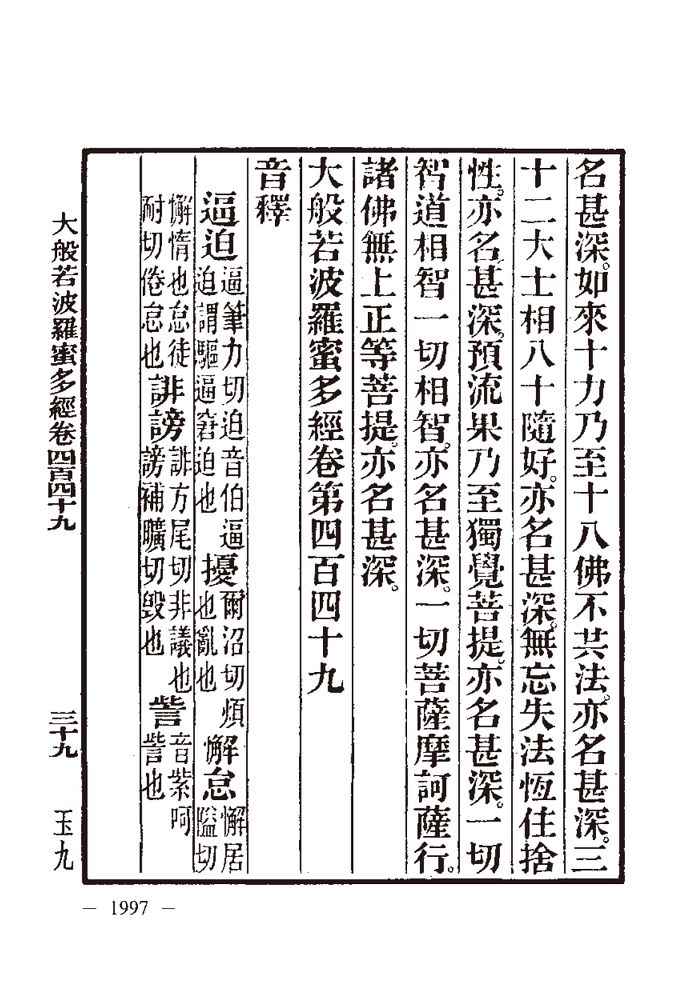 名甚深。如來十力乃至十八佛不共法。亦名甚深。三
十二大士相八十隨好。亦名甚深。無忘失法恆住捨
性。亦名甚深。預流果乃至獨覺菩提。亦名甚深。一切
智道相智一切相智。亦名甚深。一切菩薩摩訶薩行。
諸佛無上正等菩提。亦名甚深。
大般若波羅蜜多經卷第四百四十九
音釋
逼迫 逼筆力切迫音伯逼迫謂驅逼窘迫也 擾 爾沼切煩也亂也 懈怠 懈居隘切
懈惰也怠徒耐切倦怠也 誹謗 誹方尾切非議也謗補曠切毀也 訾 音紫呵訾也
大般若波羅蜜多經卷四百四十九 三十九 玉九
— 1997 —